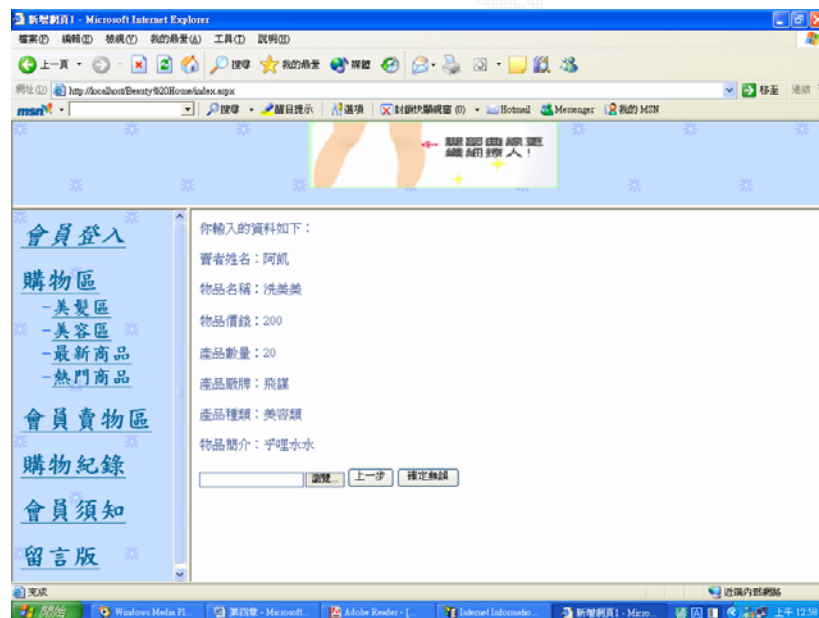 新增網頁1 - Microsoft Internet Explorer
檔案(F) 編輯(E) 檢視(V) 我的最愛(A) 工具(T) 說明(H)
上一頁 搜尋 我的最愛 媒體
網址(D) http://localhost/Beauty%20House/index.aspx 移至 連結
msn 搜尋 醒目提示 選項 封鎖快顯視窗 (0) Hotmail Messenger 我的 MSN
腿部曲線更
纖細撩人!
會員登入
購物區
-美髮區
-美容區
-最新商品
-熱門商品
會員賣物區
購物紀錄
會員須知
留言版
你輸入的資料如下:
賣者姓名:阿凱
物品名稱:洗美美
物品價錢:200
產品數量:20
產品廠牌:飛謀
產品種類:美容類
物品簡介:乎哩水水
瀏覽... 上一步 確定無誤
完成 近端內部網路
開始 Windows Media Pl... 第四章 - Microsoft... Adobe Reader - [... Internet Informatio... 新增網頁1 - Micro... 上午 12:58